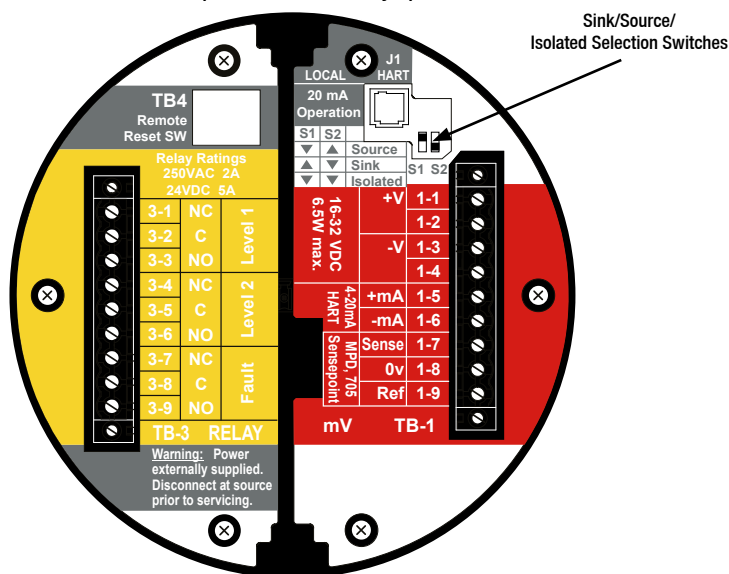 Sink/Source/
Isolated Selection Switches
J1
LOCAL HART
20 mA
Operation
S1 S2
▼ ▲ Source
▲ ▼ Sink
▼ ▼ Isolated
S1 S2
TB4
Remote
Reset SW
Relay Ratings
250VAC 2A
24VDC 5A
3-1 NC
3-2 C
3-3 NO
Level 1
3-4 NC
3-5 C
3-6 NO
Level 2
3-7 NC
3-8 C
3-9 NO
Fault
TB-3 RELAY
Warning: Power
externally supplied.
Disconnect at source
prior to servicing.
16-32 VDC
6.5W max.
+V 1-1
1-2
-V 1-3
1-4
4-20mA
HART
+mA 1-5
-mA 1-6
MPD, 705
Sensepoint
Sense 1-7
0v 1-8
Ref 1-9
mV TB-1